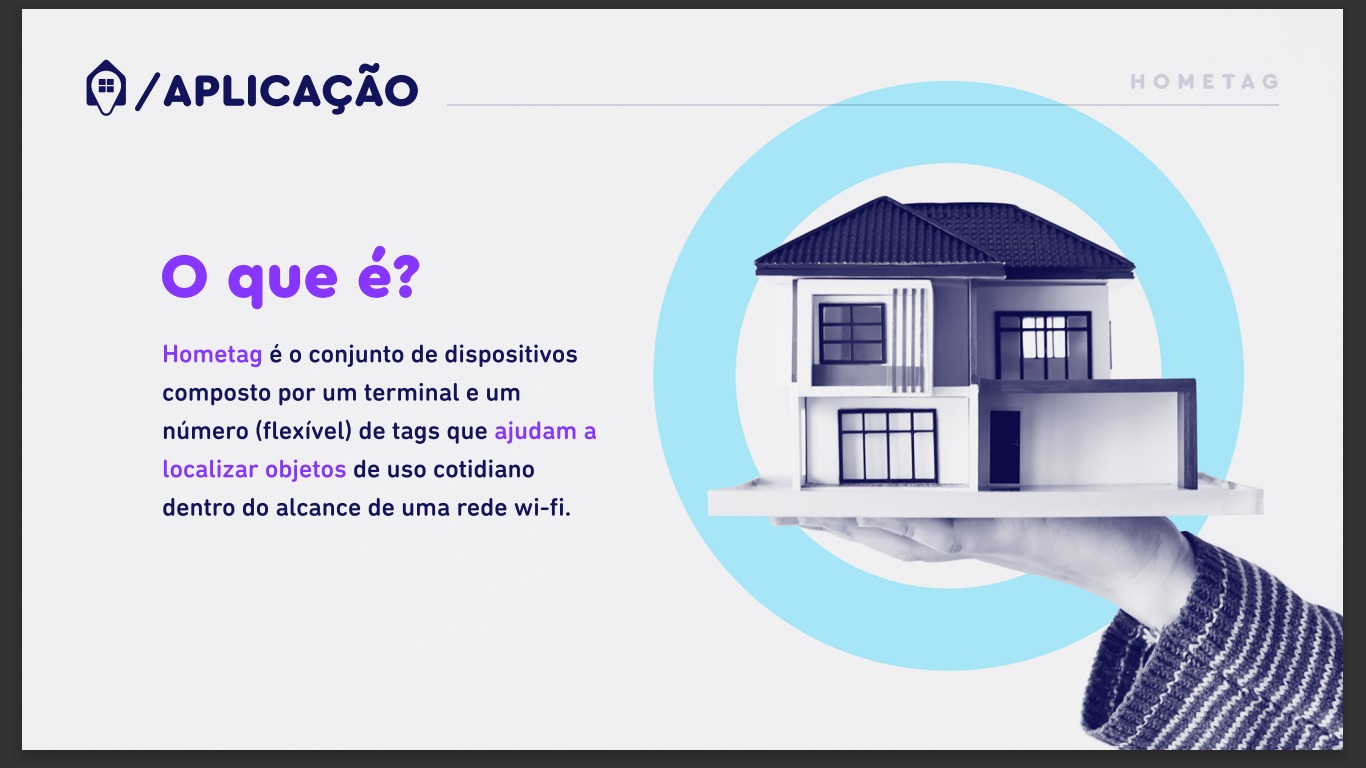 /APLICAÇÃO
HOMETAG
O que é?
Hometag é o conjunto de dispositivos
composto por um terminal e um
número (flexível) de tags que ajudam a
localizar objetos de uso cotidiano
dentro do alcance de uma rede wi-fi.